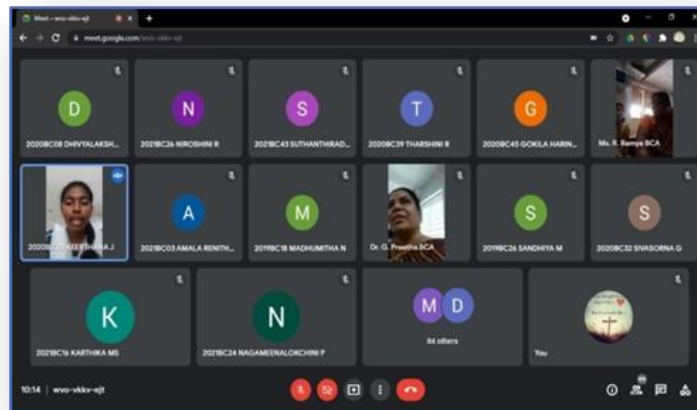 Meet – wvo-vkkv-ejt
meet.google.com/wvo-vkkv-ejt
D
2020BC08 DHIVYALAKSH...
N
2021BC26 NIROSHINI R
S
2021BC43 SUTHANTHIRAD...
T
2020BC39 THARSHINI R
G
2020BC45 GOKILA HARIN...
Ms. R. Ramya BCA
KEERTHANA J
A
2021BC03 AMALA RENITH...
M
2019BC18 MADHUMITHA N
Dr. G. Preetha BCA
S
2019BC26 SANDHIYA M
S
2020BC32 SIVASORNA G
K
2021BC16 KARTHIKA MS
N
2021BC24 NAGAMEENALOKCHINI P
M D
84 others
You
10:14 | wvo-vkkv-ejt